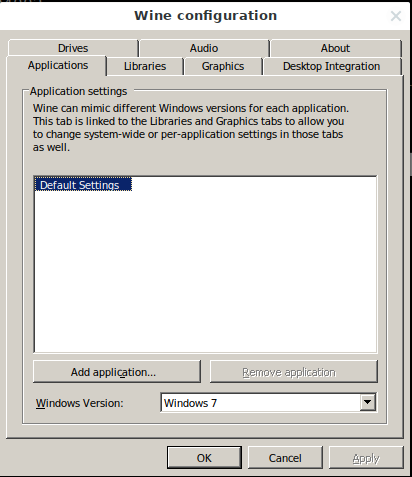 Wine configuration
Drives
Audio
About
Applications
Libraries
Graphics
Desktop Integration
Application settings
Wine can mimic different Windows versions for each application.
This tab is linked to the Libraries and Graphics tabs to allow you
to change system-wide or per-application settings in those tabs
as well.
Default Settings
Add application...
Remove application
Windows Version:
Windows 7
OK
Cancel
Apply